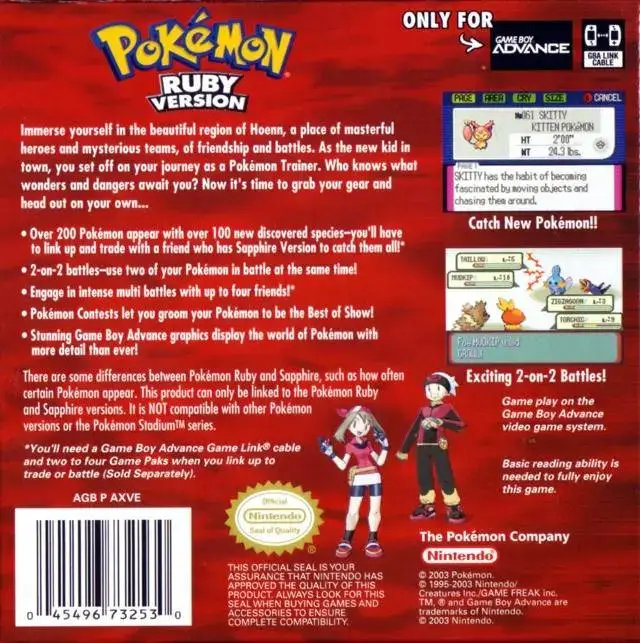 POKéMON
RUBY
VERSION
ONLY FOR
GAME BOY
ADVANCE
GBA LINK
CABLE
Immerse yourself in the beautiful region of Hoenn, a place of masterful
heroes and mysterious teams, of friendship and battles. As the new kid in
town, you set off on your journey as a Pokémon Trainer. Who knows what
wonders and dangers await you? Now it's time to grab your gear and
head out on your own...
• Over 200 Pokémon appear with over 100 new discovered species–you'll have
to link up and trade with a friend who has Sapphire Version to catch them all!*
• 2-on-2 battles–use two of your Pokémon in battle at the same time!
• Engage in intense multi battles with up to four friends!*
• Pokémon Contests let you groom your Pokémon to be the Best of Show!
• Stunning Game Boy Advance graphics display the world of Pokémon with
more detail than ever!
There are some differences between Pokémon Ruby and Sapphire, such as how often
certain Pokémon appear. This product can only be linked to the Pokémon Ruby
and Sapphire versions. It is NOT compatible with other Pokémon
versions or the Pokémon Stadium™ series.
*You'll need a Game Boy Advance Game Link® cable
and two to four Game Paks when you link up to
trade or battle (Sold Separately).
AGB P AXVE
0 45496 73253 0
PAGE AREA CRY SIZE CANCEL
No061 SKITTY
KITTEN POKéMON
HT 2'00"
WT 24.3 lbs.
SKITTY has the habit of becoming
fascinated by moving objects and
chasing them around.
Catch New Pokémon!!
TAILLOW
MUDKIP
ZIGZAGOON
TORCHIC
Foe MUDKIP used
GROWL!
Exciting 2-on-2 Battles!
Game play on the
Game Boy Advance
video game system.
Basic reading ability is
needed to fully enjoy
this game.
Official
Nintendo
Seal of Quality
®
THIS OFFICIAL SEAL IS YOUR
ASSURANCE THAT NINTENDO HAS
APPROVED THE QUALITY OF THIS
PRODUCT. ALWAYS LOOK FOR THIS
SEAL WHEN BUYING GAMES AND
ACCESSORIES TO ENSURE
COMPLETE COMPATIBILITY.
The Pokémon Company
Nintendo®
© 2003 Pokémon.
© 1995-2003 Nintendo/
Creatures Inc./GAME FREAK inc.
TM, ® and Game Boy Advance are
trademarks of Nintendo.
© 2003 Nintendo.